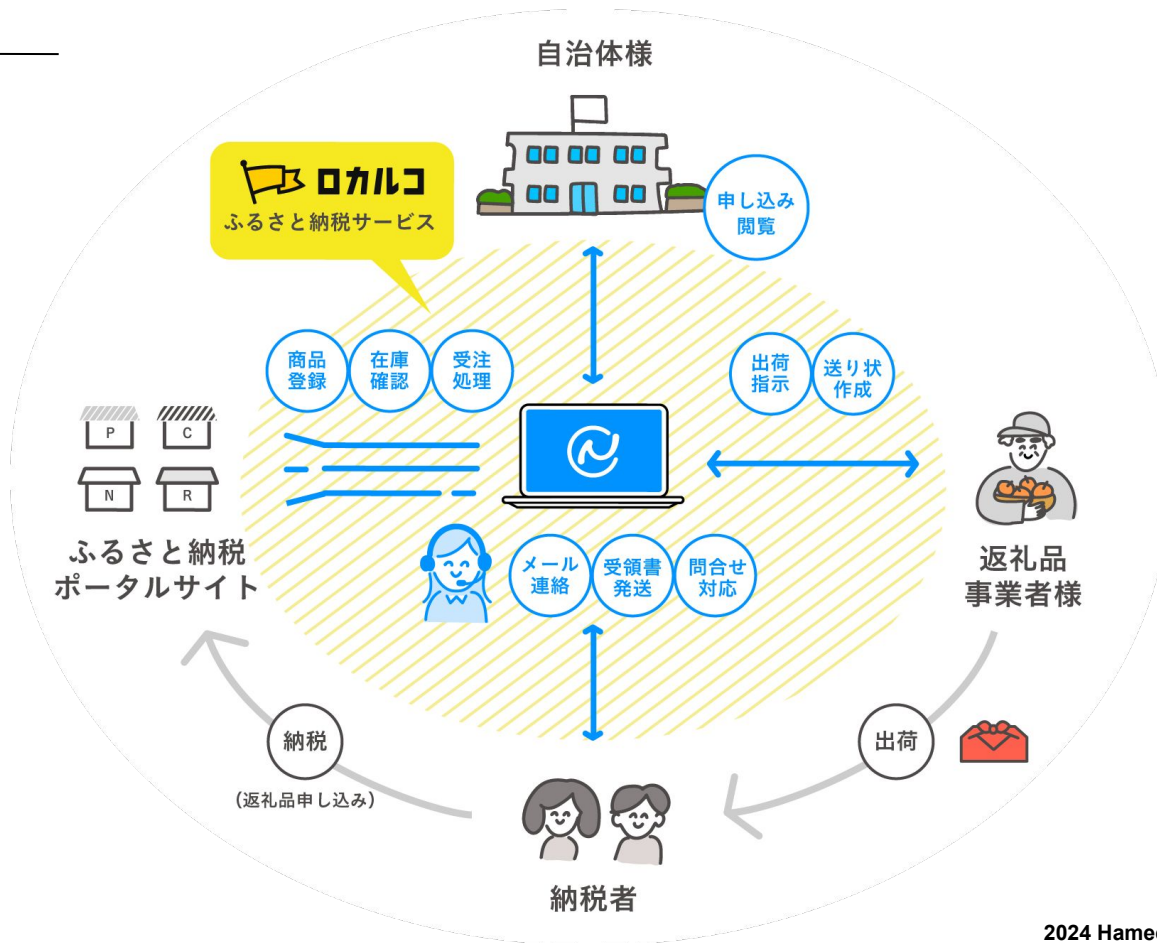 自治体様
ロカルコ
ふるさと納税サービス
申し込み
閲覧
商品
登録
在庫
確認
受注
処理
出荷
指示
送り状
作成
P
C
N
R
ふるさと納税
ポータルサイト
メール
連絡
受領書
発送
問合せ
対応
返礼品
事業者様
納税
(返礼品申し込み)
出荷
納税者
2024